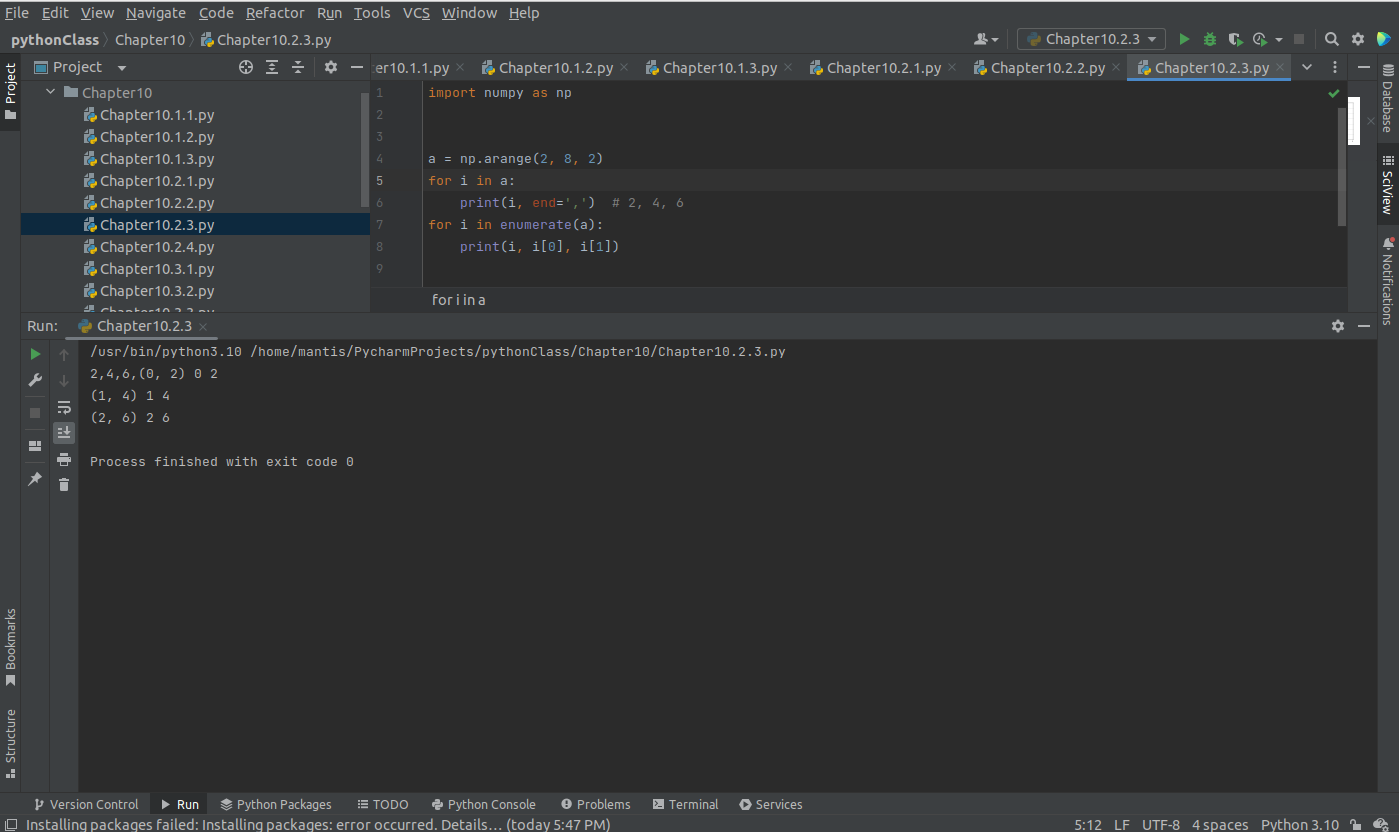 File Edit View Navigate Code Refactor Run Tools VCS Window Help
pythonClass Chapter10 Chapter10.2.3.py
Chapter10.2.3
Project
er10.1.1.py Chapter10.1.2.py Chapter10.1.3.py Chapter10.2.1.py Chapter10.2.2.py Chapter10.2.3.py
Project
Chapter10
Chapter10.1.1.py
Chapter10.1.2.py
Chapter10.1.3.py
Chapter10.2.1.py
Chapter10.2.2.py
Chapter10.2.3.py
Chapter10.2.4.py
Chapter10.3.1.py
Chapter10.3.2.py
1 import numpy as np
2
3
4 a = np.arange(2, 8, 2)
5 for i in a:
6 print(i, end=',')  # 2, 4, 6
7 for i in enumerate(a):
8 print(i, i[0], i[1])
9
for i in a
Database
SciView
Notifications
Run: Chapter10.2.3
/usr/bin/python3.10 /home/mantis/PycharmProjects/pythonClass/Chapter10/Chapter10.2.3.py
2,4,6,(0, 2) 0 2
(1, 4) 1 4
(2, 6) 2 6
Process finished with exit code 0
Bookmarks
Structure
Version Control Run Python Packages TODO Python Console Problems Terminal Services
Installing packages failed: Installing packages: error occurred. Details... (today 5:47 PM) 5:12 LF UTF-8 4 spaces Python 3.10